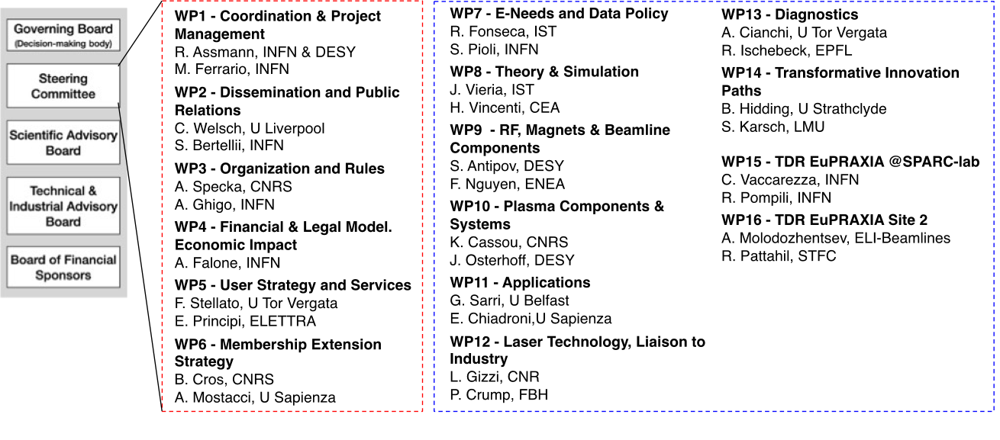 Governing Board
(Decision-making body)
Steering
Committee
Scientific Advisory
Board
Technical &
Industrial Advisory
Board
Board of Financial
Sponsors
WP1 - Coordination & Project
Management
R. Assmann, INFN & DESY
M. Ferrario, INFN
WP2 - Dissemination and Public
Relations
C. Welsch, U Liverpool
S. Bertellii, INFN
WP3 - Organization and Rules
A. Specka, CNRS
A. Ghigo, INFN
WP4 - Financial & Legal Model.
Economic Impact
A. Falone, INFN
WP5 - User Strategy and Services
F. Stellato, U Tor Vergata
E. Principi, ELETTRA
WP6 - Membership Extension
Strategy
B. Cros, CNRS
A. Mostacci, U Sapienza
WP7 - E-Needs and Data Policy
R. Fonseca, IST
S. Pioli, INFN
WP8 - Theory & Simulation
J. Vieria, IST
H. Vincenti, CEA
WP9 - RF, Magnets & Beamline
Components
S. Antipov, DESY
F. Nguyen, ENEA
WP10 - Plasma Components &
Systems
K. Cassou, CNRS
J. Osterhoff, DESY
WP11 - Applications
G. Sarri, U Belfast
E. Chiadroni,U Sapienza
WP12 - Laser Technology, Liaison to
Industry
L. Gizzi, CNR
P. Crump, FBH
WP13 - Diagnostics
A. Cianchi, U Tor Vergata
R. Ischebeck, EPFL
WP14 - Transformative Innovation
Paths
B. Hidding, U Strathclyde
S. Karsch, LMU
WP15 - TDR EuPRAXIA @SPARC-lab
C. Vaccarezza, INFN
R. Pompili, INFN
WP16 - TDR EuPRAXIA Site 2
A. Molodozhentsev, ELI-Beamlines
R. Pattahil, STFC